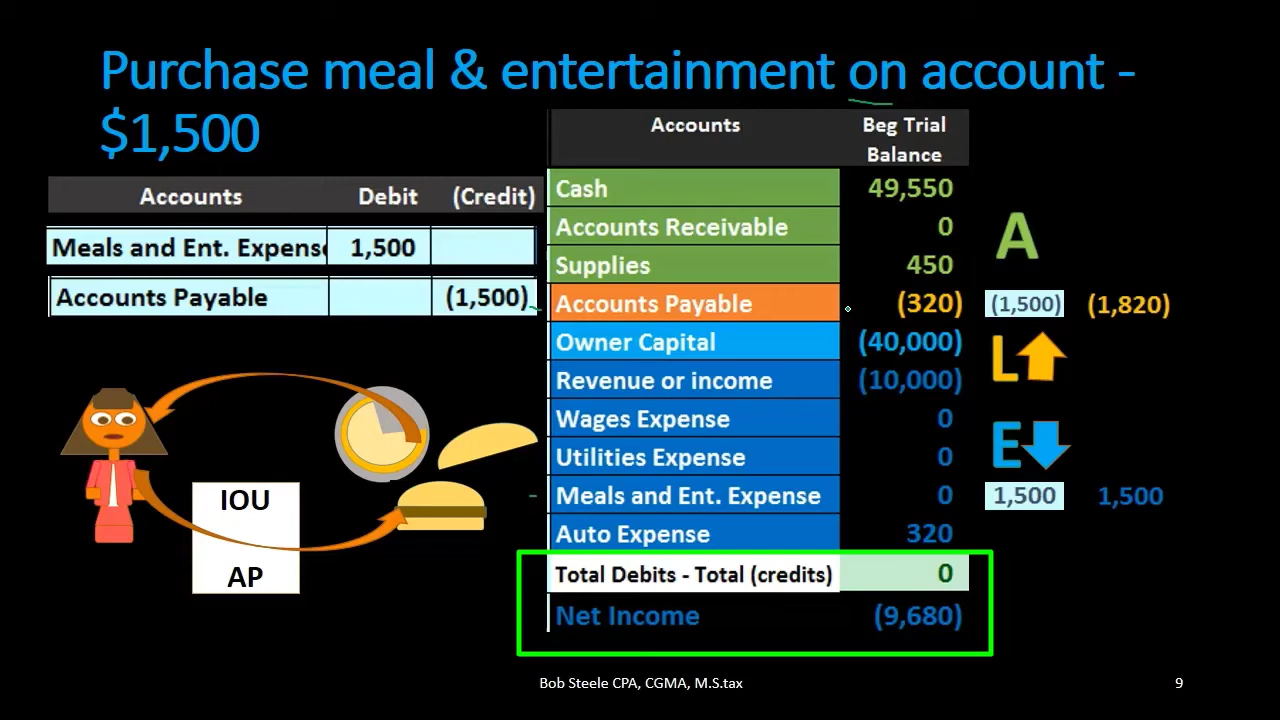 Purchase meal & entertainment on account -
$1,500
Accounts Debit (Credit)
Meals and Ent. Expense 1,500
Accounts Payable (1,500)
IOU
AP
Accounts Beg Trial
Balance
Cash 49,550
Accounts Receivable 0
Supplies 450
A
Accounts Payable (320) (1,500) (1,820)
Owner Capital (40,000)
L
Revenue or income (10,000)
Wages Expense 0
E
Utilities Expense 0
Meals and Ent. Expense 0 1,500 1,500
Auto Expense 320
Total Debits - Total (credits) 0
Net Income (9,680)
Bob Steele CPA, CGMA, M.S.tax 9